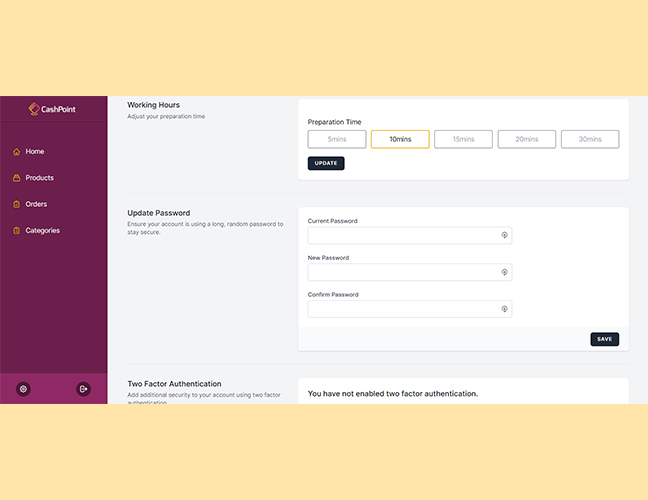 CashPoint
Home
Products
Orders
Categories
Working Hours
Adjust your preparation time
Preparation Time
5mins 10mins 15mins 20mins 30mins
UPDATE
Update Password
Ensure your account is using a long, random password to
stay secure.
Current Password
New Password
Confirm Password
SAVE
Two Factor Authentication
Add additional security to your account using two factor
authentication
You have not enabled two factor authentication.